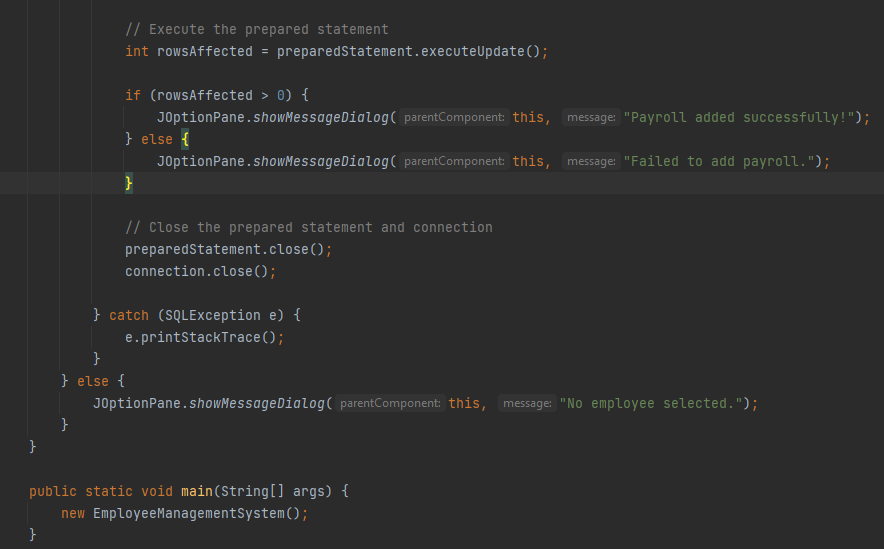 // Execute the prepared statement
int rowsAffected = preparedStatement.executeUpdate();
if (rowsAffected > 0) {
JOptionPane.showMessageDialog( parentComponent: this, message: "Payroll added successfully!");
} else {
JOptionPane.showMessageDialog( parentComponent: this, message: "Failed to add payroll.");
}
// Close the prepared statement and connection
preparedStatement.close();
connection.close();
} catch (SQLException e) {
e.printStackTrace();
}
} else {
JOptionPane.showMessageDialog( parentComponent: this, message: "No employee selected.");
}
}
public static void main(String[] args) {
new EmployeeManagementSystem();
}